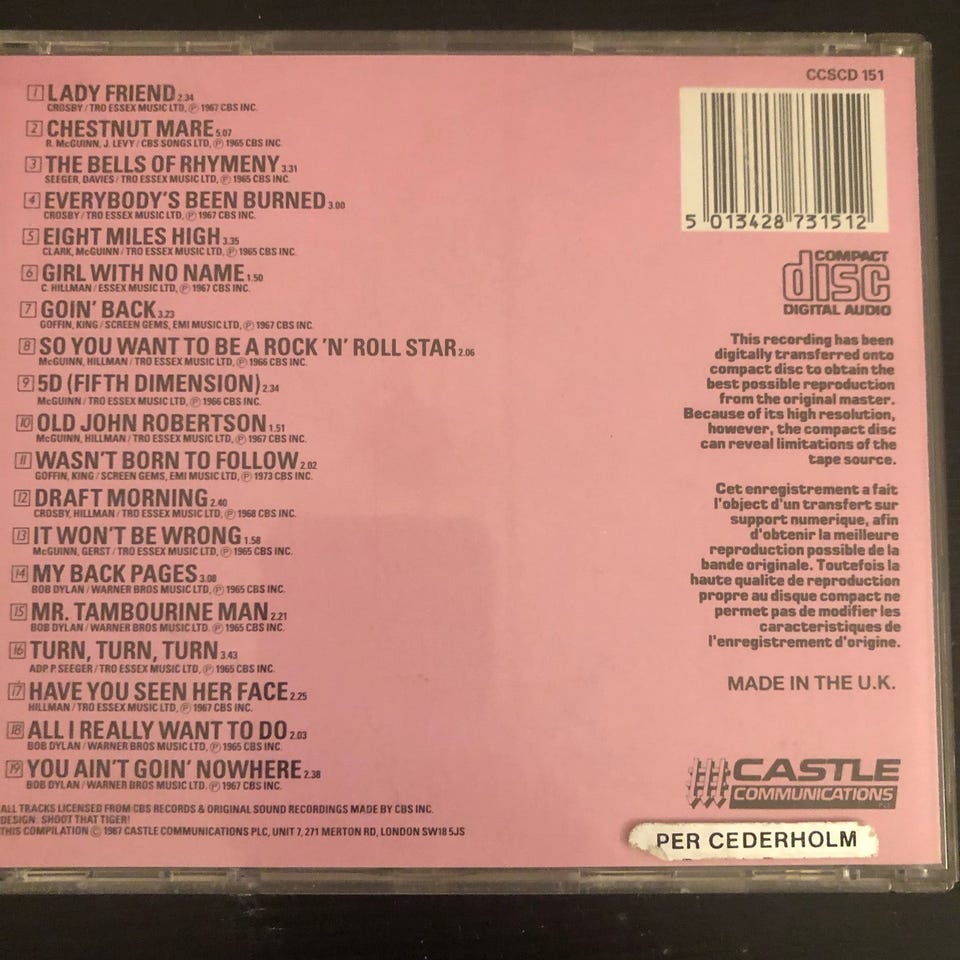 1 LADY FRIEND 2.34
CROSBY / TRO ESSEX MUSIC LTD, Ⓟ 1967 CBS INC.
2 CHESTNUT MARE 5.07
R. McGUINN, J. LEVY / CBS SONGS LTD, Ⓟ 1965 CBS INC.
3 THE BELLS OF RHYMENY 3.31
SEEGER, DAVIES / TRO ESSEX MUSIC LTD, Ⓟ 1965 CBS INC.
4 EVERYBODY'S BEEN BURNED 3.00
CROSBY / TRO ESSEX MUSIC LTD, Ⓟ 1967 CBS INC.
5 EIGHT MILES HIGH 3.35
CLARK, McGUINN / TRO ESSEX MUSIC LTD, Ⓟ 1965 CBS INC.
6 GIRL WITH NO NAME 1.50
C. HILLMAN / ESSEX MUSIC LTD, Ⓟ 1967 CBS INC.
7 GOIN' BACK 3.23
GOFFIN, KING / SCREEN GEMS, EMI MUSIC LTD, Ⓟ 1967 CBS INC.
8 SO YOU WANT TO BE A ROCK 'N' ROLL STAR 2.06
McGUINN, HILLMAN / TRO ESSEX MUSIC LTD, Ⓟ 1966 CBS INC.
9 5D (FIFTH DIMENSION) 2.34
McGUINN / TRO ESSEX MUSIC LTD, Ⓟ 1966 CBS INC.
10 OLD JOHN ROBERTSON 1.51
McGUINN, HILLMAN / TRO ESSEX MUSIC LTD, Ⓟ 1967 CBS INC.
11 WASN'T BORN TO FOLLOW 2.02
GOFFIN, KING / SCREEN GEMS, EMI MUSIC LTD, Ⓟ 1973 CBS INC.
12 DRAFT MORNING 2.40
CROSBY, HILLMAN / TRO ESSEX MUSIC LTD, Ⓟ 1968 CBS INC.
13 IT WON'T BE WRONG 1.58
McGUINN, GERST / TRO ESSEX MUSIC LTD, Ⓟ 1965 CBS INC.
14 MY BACK PAGES 3.08
BOB DYLAN / WARNER BROS MUSIC LTD, Ⓟ 1965 CBS INC.
15 MR. TAMBOURINE MAN 2.21
BOB DYLAN / WARNER BROS MUSIC LTD. Ⓟ 1965 CBS INC.
16 TURN, TURN, TURN 3.43
ADP P. SEEGER / TRO ESSEX MUSIC LTD, Ⓟ 1965 CBS INC.
17 HAVE YOU SEEN HER FACE 2.25
HILLMAN / TRO ESSEX MUSIC LTD, Ⓟ 1967 CBS INC.
18 ALL I REALLY WANT TO DO 2.03
BOB DYLAN / WARNER BROS MUSIC LTD, Ⓟ 1965 CBS INC.
19 YOU AIN'T GOIN' NOWHERE 2.38
BOB DYLAN / WARNER BROS MUSIC LTD. Ⓟ 1967 CBS INC.
ALL TRACKS LICENSED FROM CBS RECORDS & ORIGINAL SOUND RECORDINGS MADE BY CBS INC.
DESIGN: SHOOT THAT TIGER!
THIS COMPILATION © 1987 CASTLE COMMUNICATIONS PLC, UNIT 7, 271 MERTON RD, LONDON SW18 5JS
CCSCD 151
5 013428 731512
COMPACT
disc
DIGITAL AUDIO
This recording has been
digitally transferred onto
compact disc to obtain the
best possible reproduction
from the original master.
Because of its high resolution,
however, the compact disc
can reveal limitations of the
tape source.
Cet enregistrement a fait
l'object d'un transfert sur
support numerique, afin
d'obtenir la meilleure
reproduction possible de la
bande originale. Toutefois la
haute qualite de reproduction
propre au disque compact ne
permet pas de modifier les
caracteristiques de
l'enregistrement d'origine.
MADE IN THE U.K.
CASTLE
COMMUNICATIONS
PER CEDERHOLM